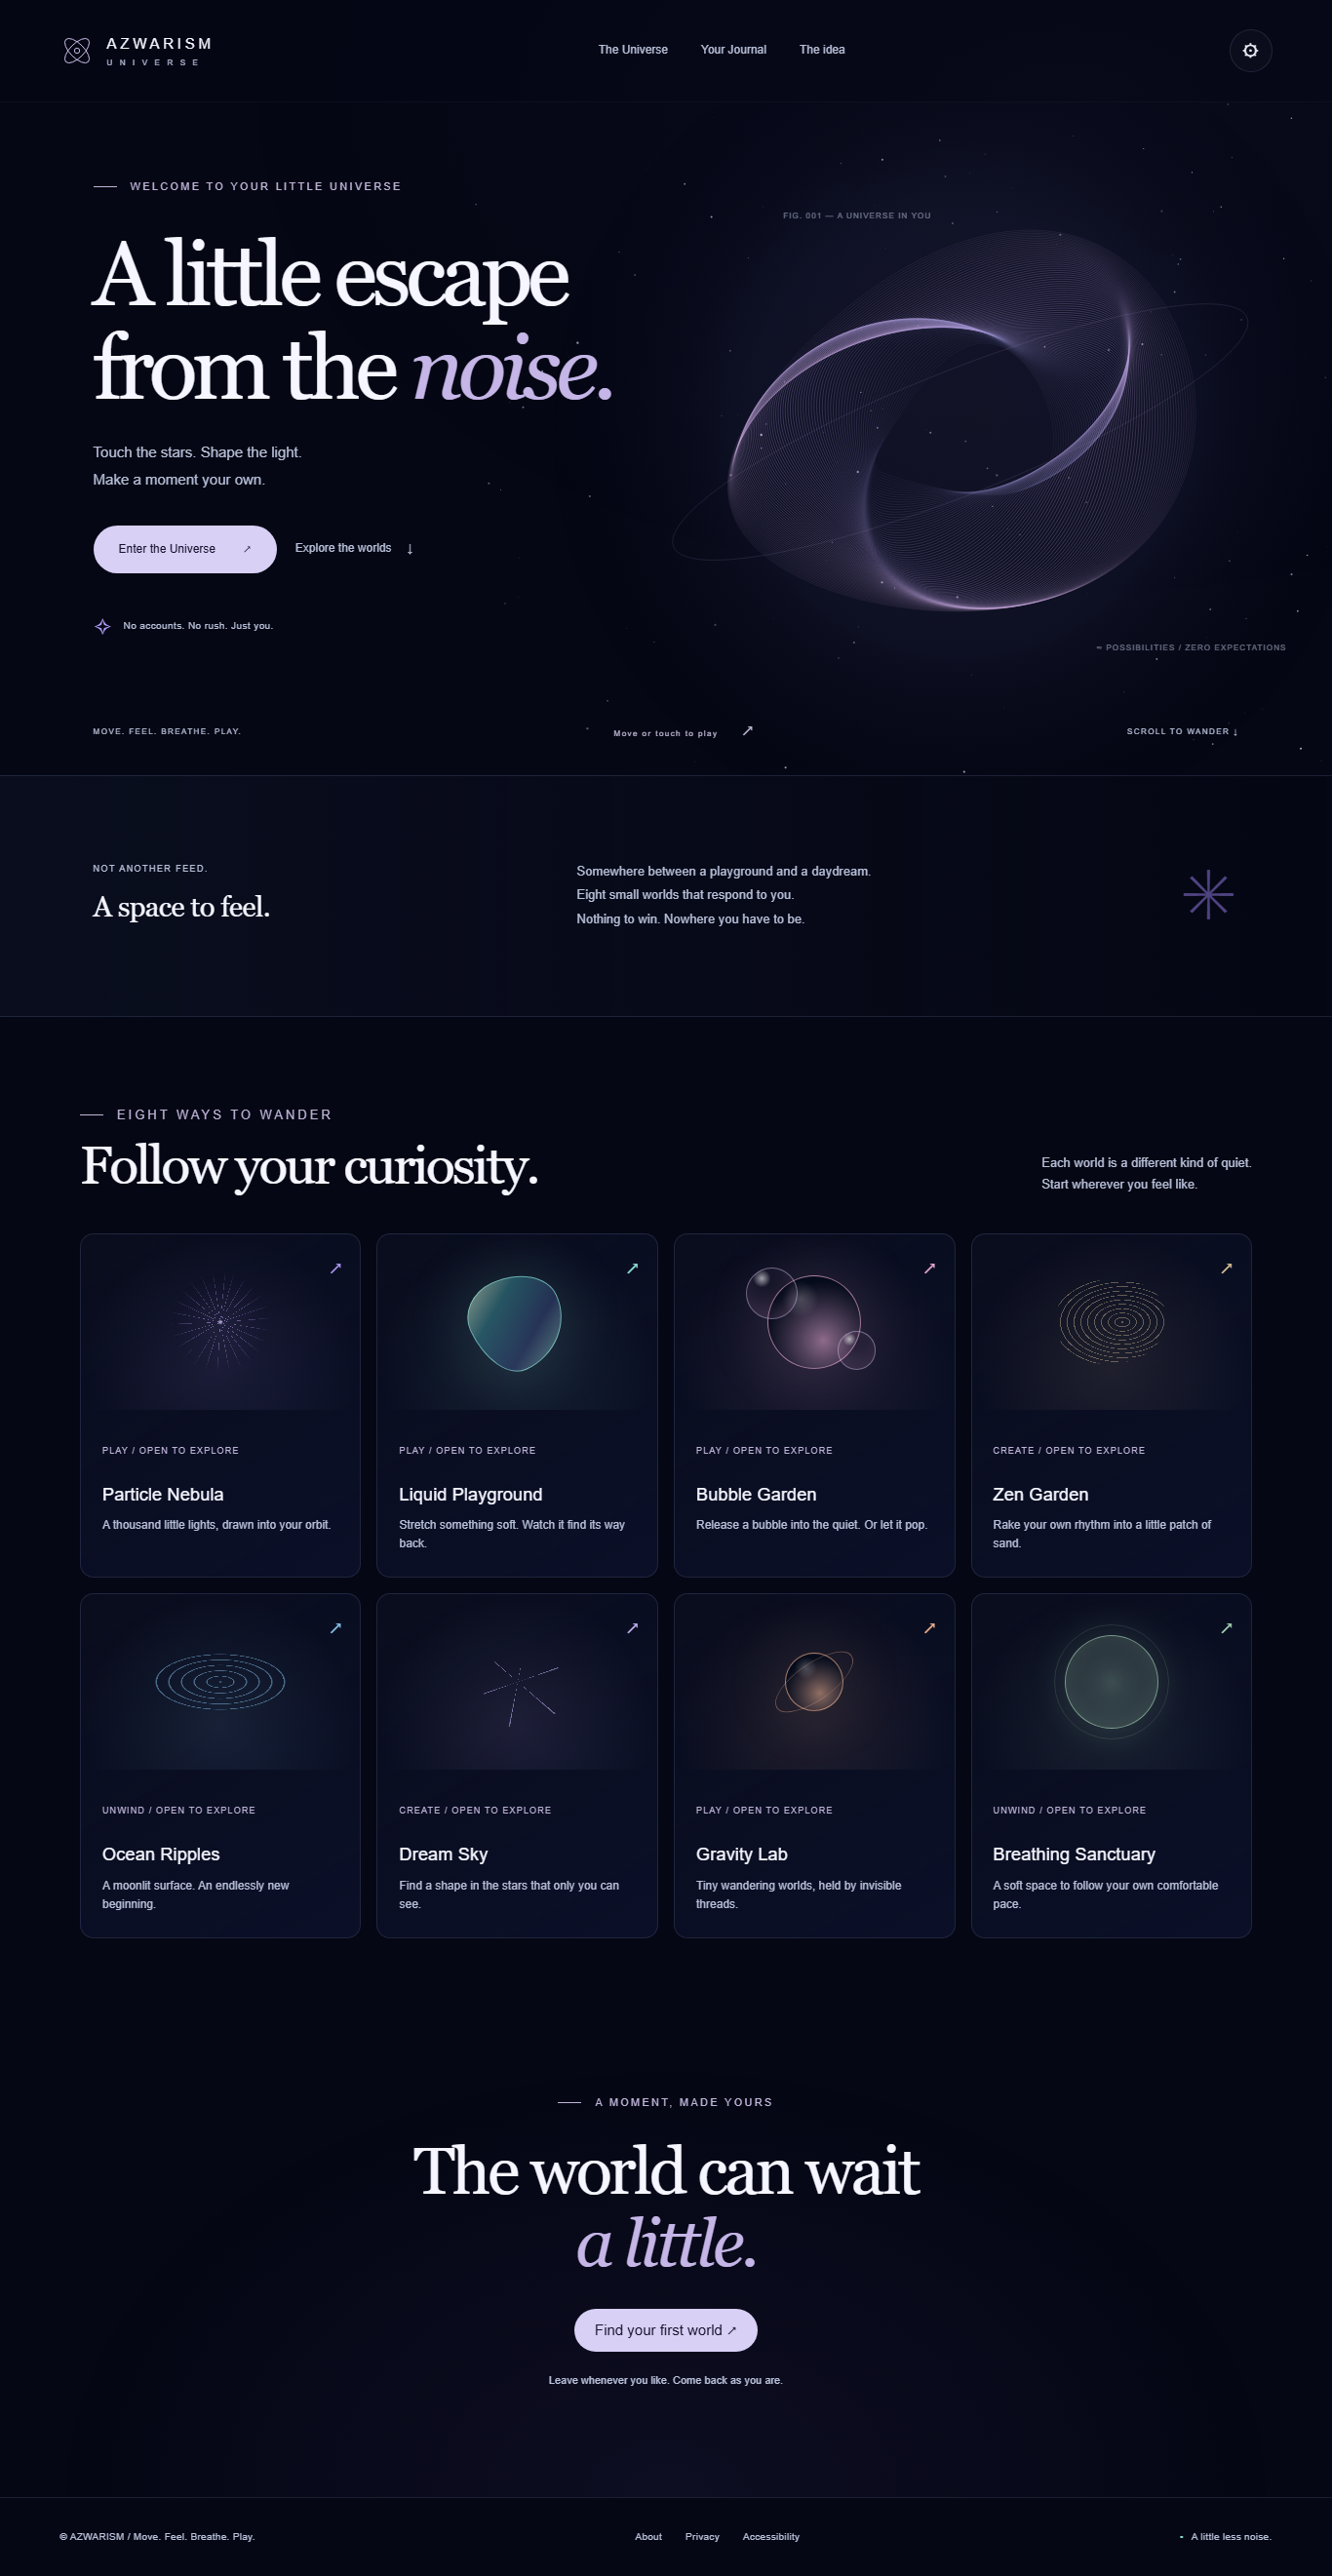 AZWARISM
UNIVERSE
The Universe
Your Journal
The idea
WELCOME TO YOUR LITTLE UNIVERSE
FIG. 001 — A UNIVERSE IN YOU
A little escape
from the noise.
Touch the stars. Shape the light.
Make a moment your own.
Enter the Universe ↗
Explore the worlds ↓
No accounts. No rush. Just you.
∞ POSSIBILITIES / ZERO EXPECTATIONS
MOVE. FEEL. BREATHE. PLAY.
Move or touch to play ↗
SCROLL TO WANDER ↓
NOT ANOTHER FEED.
A space to feel.
Somewhere between a playground and a daydream.
Eight small worlds that respond to you.
Nothing to win. Nowhere you have to be.
EIGHT WAYS TO WANDER
Follow your curiosity.
Each world is a different kind of quiet.
Start wherever you feel like.
PLAY / OPEN TO EXPLORE
Particle Nebula
A thousand little lights, drawn into your orbit.
PLAY / OPEN TO EXPLORE
Liquid Playground
Stretch something soft. Watch it find its way
back.
PLAY / OPEN TO EXPLORE
Bubble Garden
Release a bubble into the quiet. Or let it pop.
CREATE / OPEN TO EXPLORE
Zen Garden
Rake your own rhythm into a little patch of
sand.
UNWIND / OPEN TO EXPLORE
Ocean Ripples
A moonlit surface. An endlessly new
beginning.
CREATE / OPEN TO EXPLORE
Dream Sky
Find a shape in the stars that only you can
see.
PLAY / OPEN TO EXPLORE
Gravity Lab
Tiny wandering worlds, held by invisible
threads.
UNWIND / OPEN TO EXPLORE
Breathing Sanctuary
A soft space to follow your own comfortable
pace.
A MOMENT, MADE YOURS
The world can wait
a little.
Find your first world ↗
Leave whenever you like. Come back as you are.
© AZWARISM / Move. Feel. Breathe. Play.
About
Privacy
Accessibility
A little less noise.